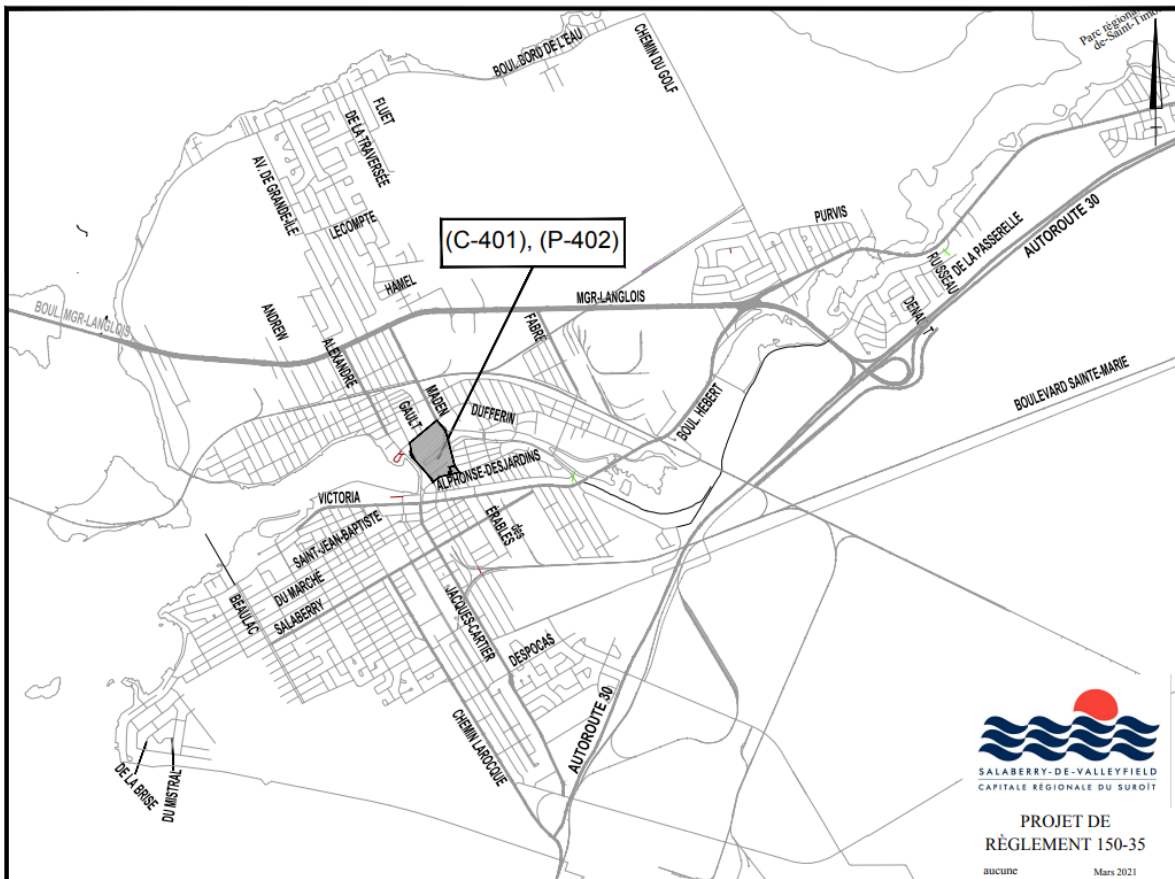 Parc régional
de-Saint-Timo
CHEMIN DU GOLF
BOUL. BORD DE L'EAU
FLUET
DE LA TRAVERSÉE
AV. DE GRANDE-ÎLE
LECOMPTE
PURVIS
(C-401), (P-402)
DE LA PASSERELLE
AUTOROUTE 30
RUISSEAU
HAMEL
MGR-LANGLOIS
BOUL. MGR-LANGLOIS
ANDREW
FABRE
ALEXANDRE
MADEN
BOULEVARD SAINTE-MARIE
GAULT
DUFFERIN
BOUL. HÉBERT
ALPHONSE-DESJARDINS
VICTORIA
ÉRABLES
des
SAINT-JEAN-BAPTISTE
DU MARCHÉ
BEAULAC
SALABERRY
JACQUES-CARTIER
DESPOCAS
AUTOROUTE 30
CHEMIN LAROCQUE
DE LA BRISE
DU MISTRAL
SALABERRY-DE-VALLEYFIELD
CAPITALE RÉGIONALE DU SUROÎT
PROJET DE
RÈGLEMENT 150-35
aucune
Mars 2021